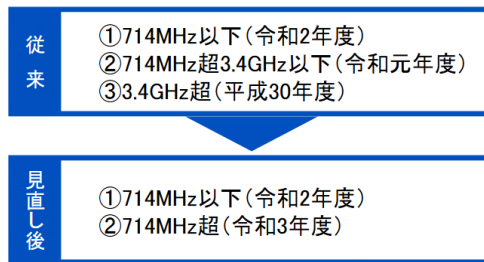 従来
①714MHz以下(令和2年度)
②714MHz超3.4GHz以下(令和元年度)
③3.4GHz超(平成30年度)
見直し後
①714MHz以下(令和2年度)
②714MHz超(令和3年度)